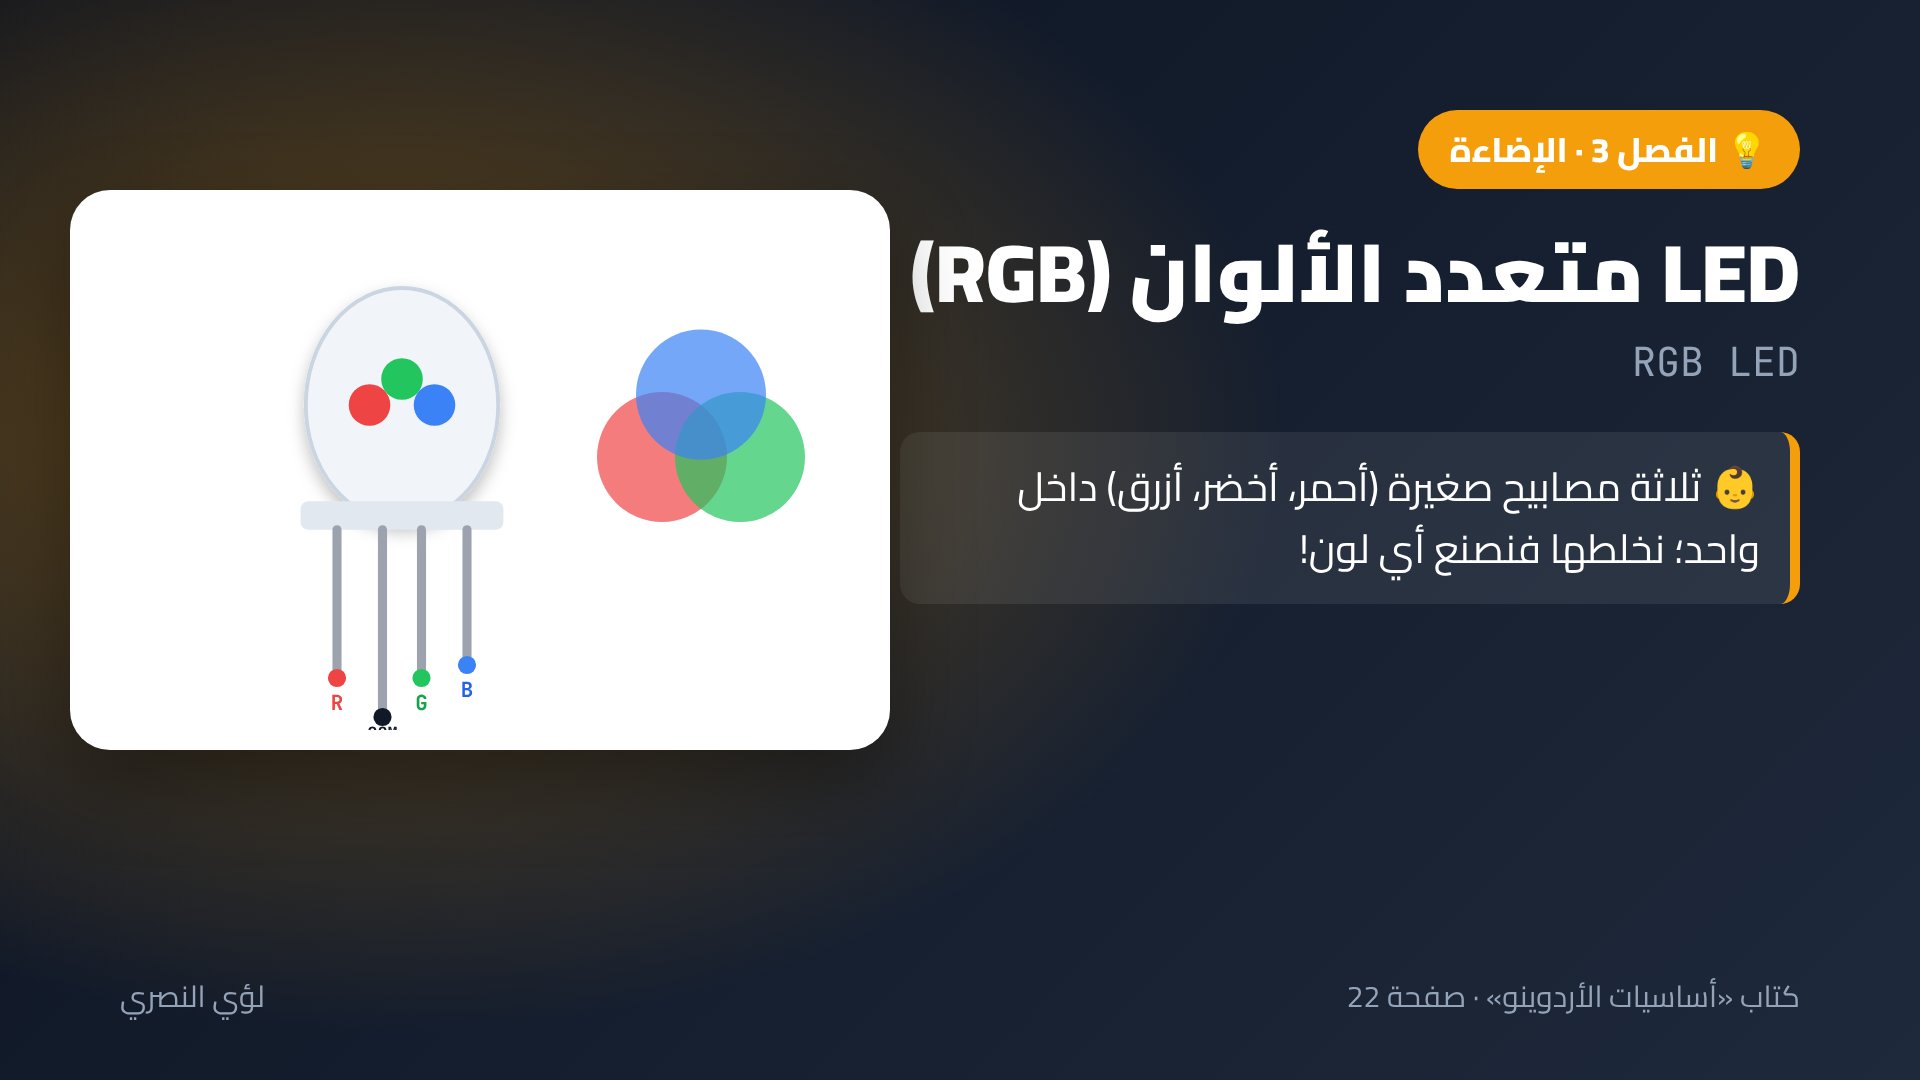 💡 الفصل 3 · الإضاءة
LED متعدد الألوان (RGB)
RGB LED
👶 ثلاثة مصابيح صغيرة (أحمر، أخضر، أزرق) داخل
واحد؛ نخلطها فنصنع أي لون!
R
G
B
كتاب «أساسيات الأردوينو» · صفحة 22
لؤي النصري